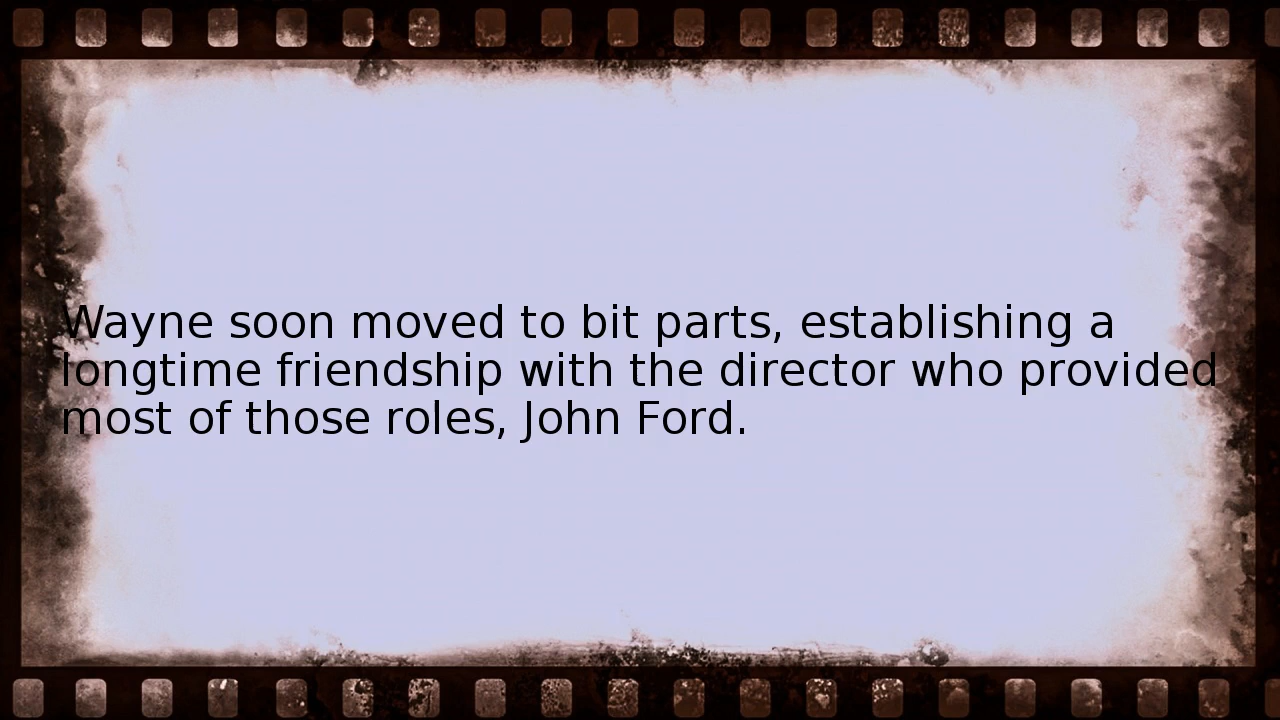 Wayne soon moved to bit parts, establishing a
longtime friendship with the director who provided
most of those roles, John Ford.